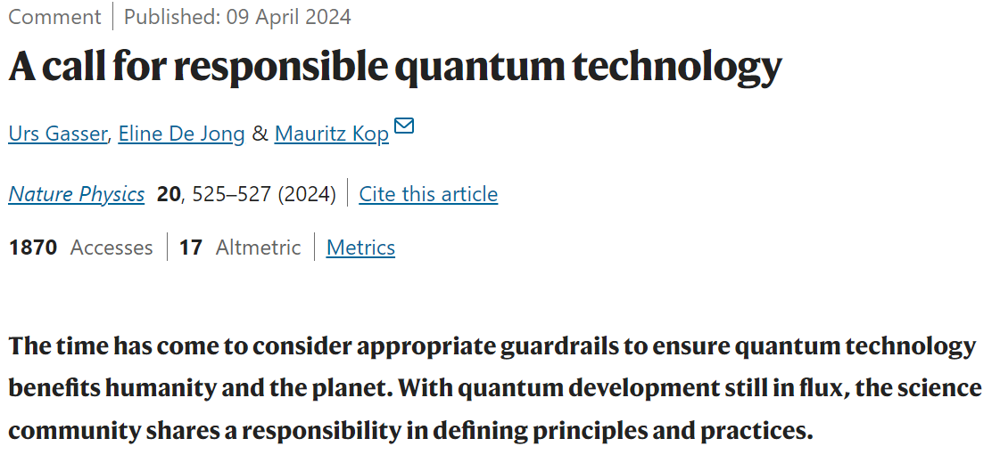 Comment | Published: 09 April 2024
A call for responsible quantum technology
Urs Gasser, Eline De Jong & Mauritz Kop
Nature Physics 20, 525–527 (2024) | Cite this article
1870 Accesses | 17 Altmetric | Metrics
The time has come to consider appropriate guardrails to ensure quantum technology
benefits humanity and the planet. With quantum development still in flux, the science
community shares a responsibility in defining principles and practices.